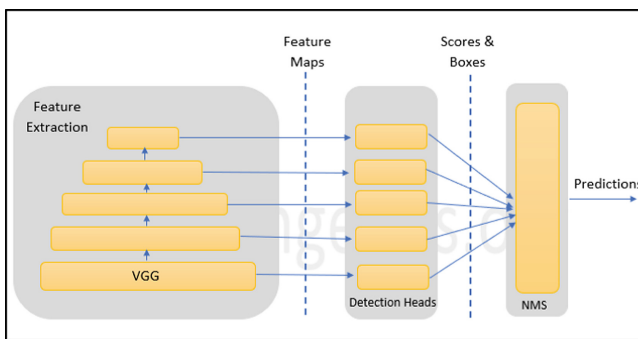 Feature
Maps
Scores &
Boxes
Feature
Extraction
Predictions
VGG
Detection Heads
NMS